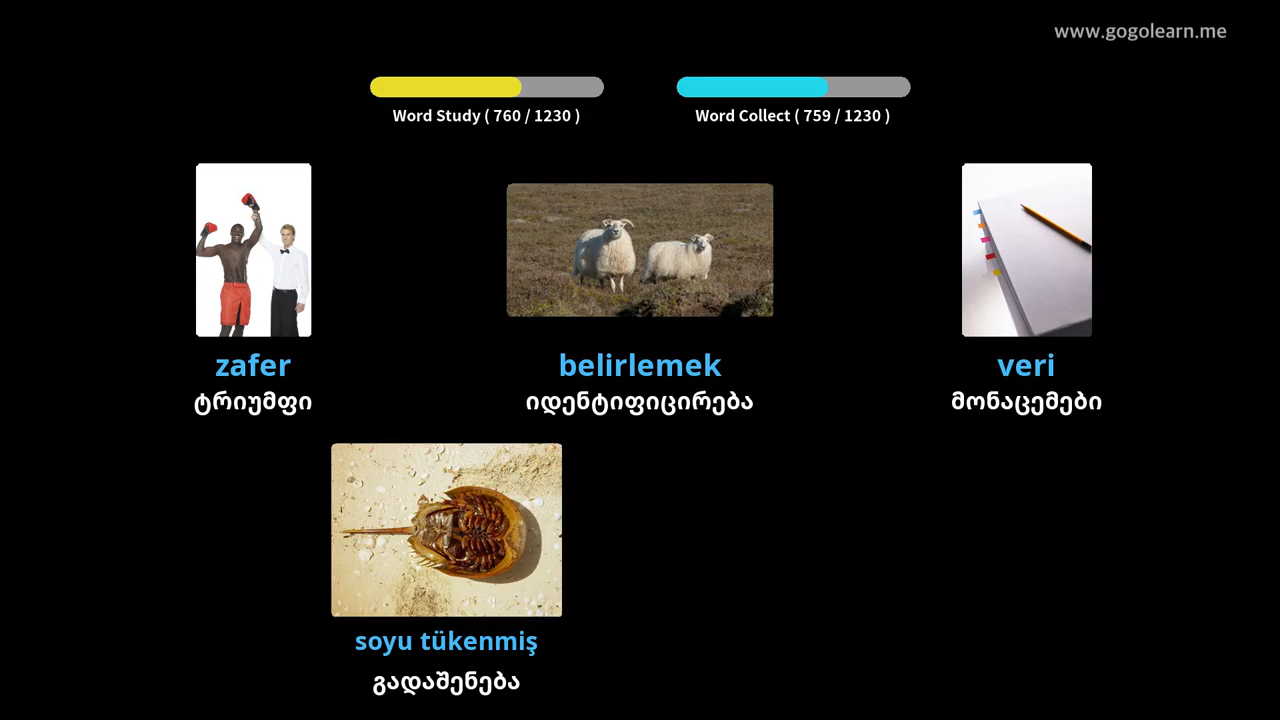 www.gogolearn.me
Word Study ( 760 / 1230 )
Word Collect ( 759 / 1230 )
zafer
ტრიუმფი
belirlemek
იდენტიფიცირება
veri
მონაცემები
soyu tükenmiş
გადაშენება